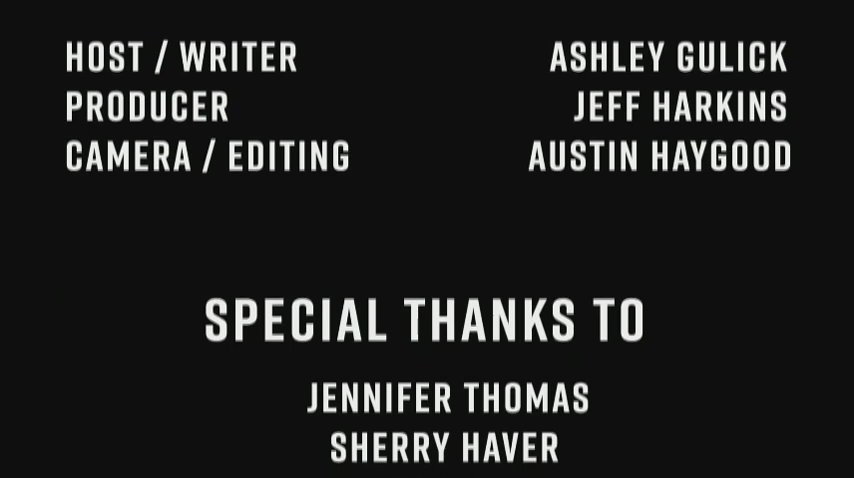 HOST / WRITER ASHLEY GULICK
PRODUCER JEFF HARKINS
CAMERA / EDITING AUSTIN HAYGOOD
SPECIAL THANKS TO
JENNIFER THOMAS
SHERRY HAVER